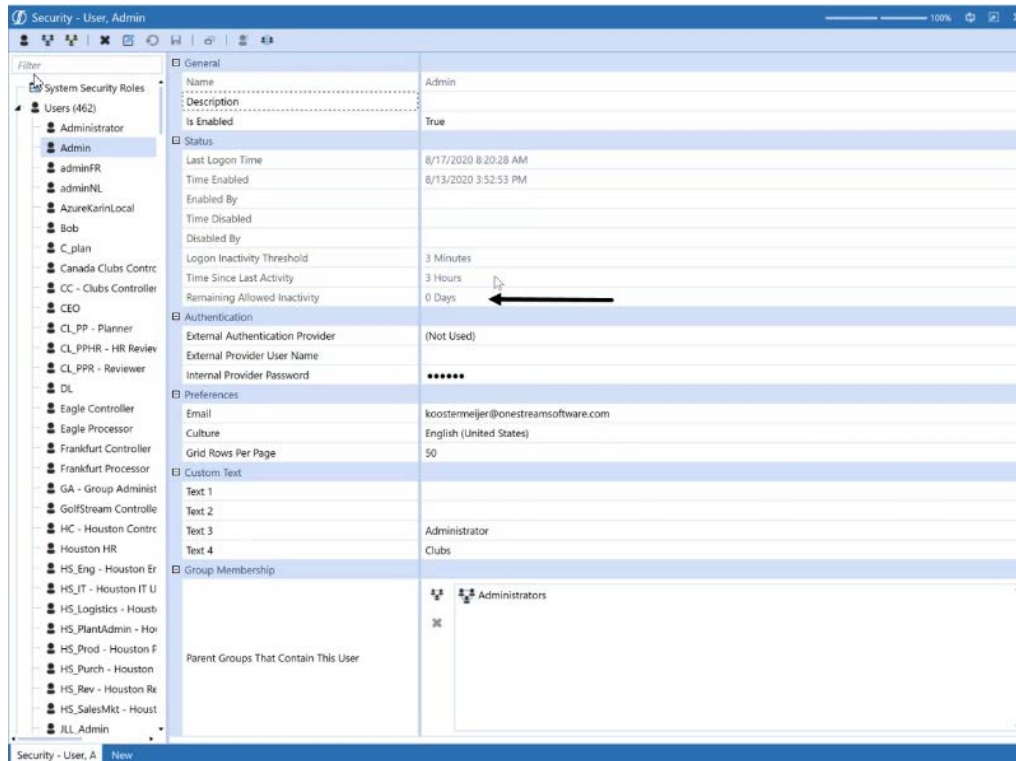 Security - User, Admin
100%
Filter
System Security Roles
Users (462)
Administrator
Admin
adminFR
adminNL
AzureKarinLocal
Bob
C_plan
Canada Clubs Contrc
CC - Clubs Controller
CEO
CL_PP - Planner
CL_PPHR - HR Review
CL_PPR - Reviewer
DL
Eagle Controller
Eagle Processor
Frankfurt Controller
Frankfurt Processor
GA - Group Administ
GolfStream Controlle
HC - Houston Contrc
Houston HR
HS_Eng - Houston Er
HS_IT - Houston IT U
HS_Logistics - Houst
HS_PlantAdmin - Ho
HS_Prod - Houston P
HS_Purch - Houston
HS_Rev - Houston Re
HS_SalesMkt - Houst
JLL_Admin
General
Name Admin
Description
Is Enabled True
Status
Last Logon Time 8/17/2020 8:20:28 AM
Time Enabled 8/13/2020 3:52:53 PM
Enabled By
Time Disabled
Disabled By
Logon Inactivity Threshold 3 Minutes
Time Since Last Activity 3 Hours
Remaining Allowed Inactivity 0 Days
Authentication
External Authentication Provider (Not Used)
External Provider User Name
Internal Provider Password ••••••
Preferences
Email koostermeijer@onestreamsoftware.com
Culture English (United States)
Grid Rows Per Page 50
Custom Text
Text 1
Text 2
Text 3 Administrator
Text 4 Clubs
Group Membership
Parent Groups That Contain This User
Administrators
Security - User, A New